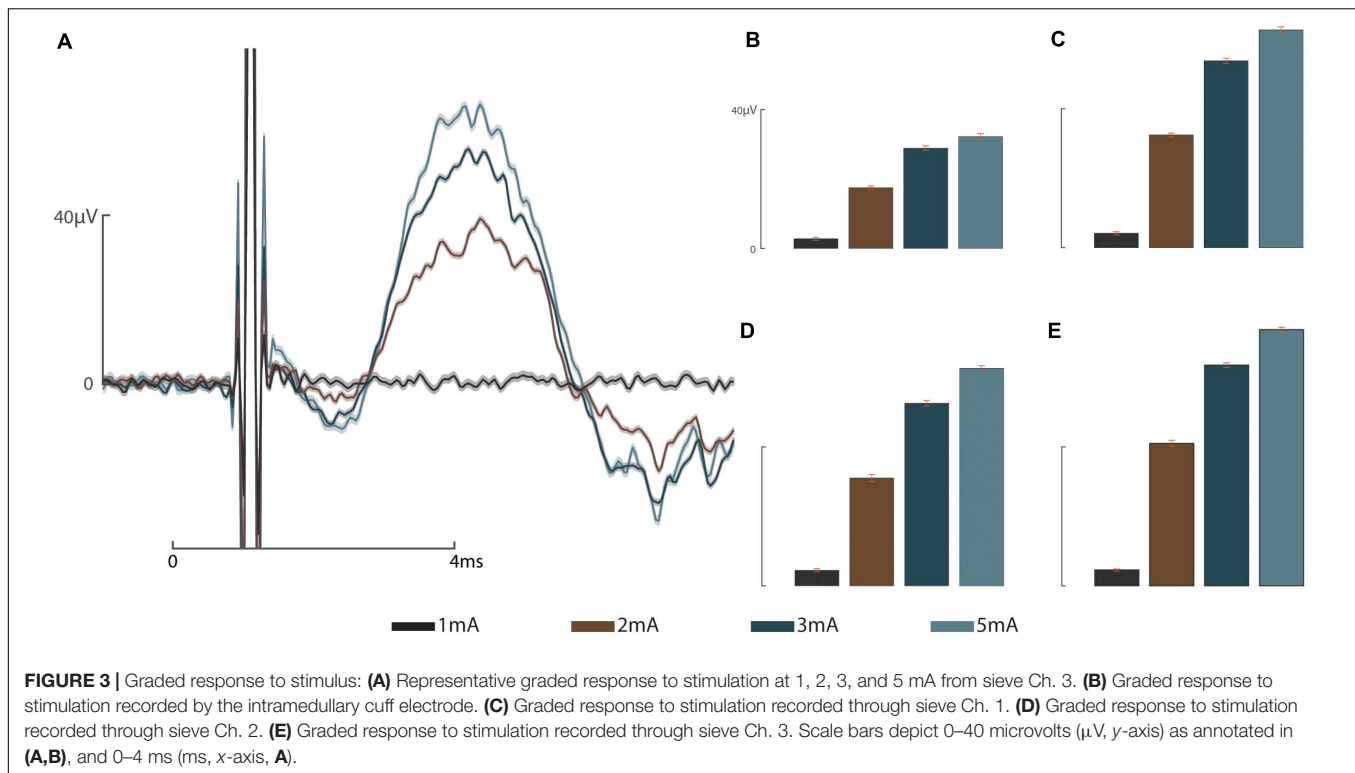 A
B
C
40µV
0
40µV
0
D
E
0
4ms
1mA
2mA
3mA
5mA
FIGURE 3 | Graded response to stimulus: (A) Representative graded response to stimulation at 1, 2, 3, and 5 mA from sieve Ch. 3. (B) Graded response to
stimulation recorded by the intramedullary cuff electrode. (C) Graded response to stimulation recorded through sieve Ch. 1. (D) Graded response to stimulation
recorded through sieve Ch. 2. (E) Graded response to stimulation recorded through sieve Ch. 3. Scale bars depict 0–40 microvolts (µV, y-axis) as annotated in
(A,B), and 0–4 ms (ms, x-axis, A).